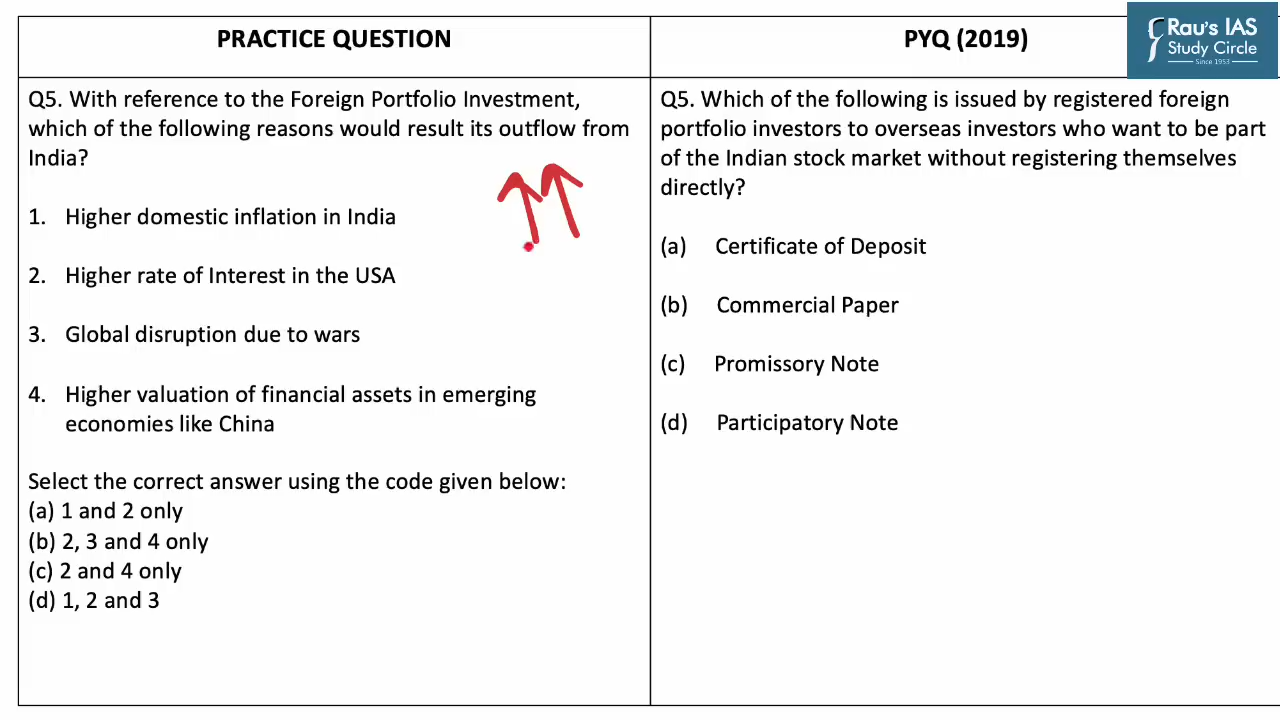 PRACTICE QUESTION
Q5. With reference to the Foreign Portfolio Investment,
which of the following reasons would result its outflow from
India?
1. Higher domestic inflation in India
2. Higher rate of Interest in the USA
3. Global disruption due to wars
4. Higher valuation of financial assets in emerging
economies like China
Select the correct answer using the code given below:
(a) 1 and 2 only
(b) 2, 3 and 4 only
(c) 2 and 4 only
(d) 1, 2 and 3
PYQ (2019)
Rau's IAS
Study Circle
Since 1953
Q5. Which of the following is issued by registered foreign
portfolio investors to overseas investors who want to be part
of the Indian stock market without registering themselves
directly?
(a) Certificate of Deposit
(b) Commercial Paper
(c) Promissory Note
(d) Participatory Note